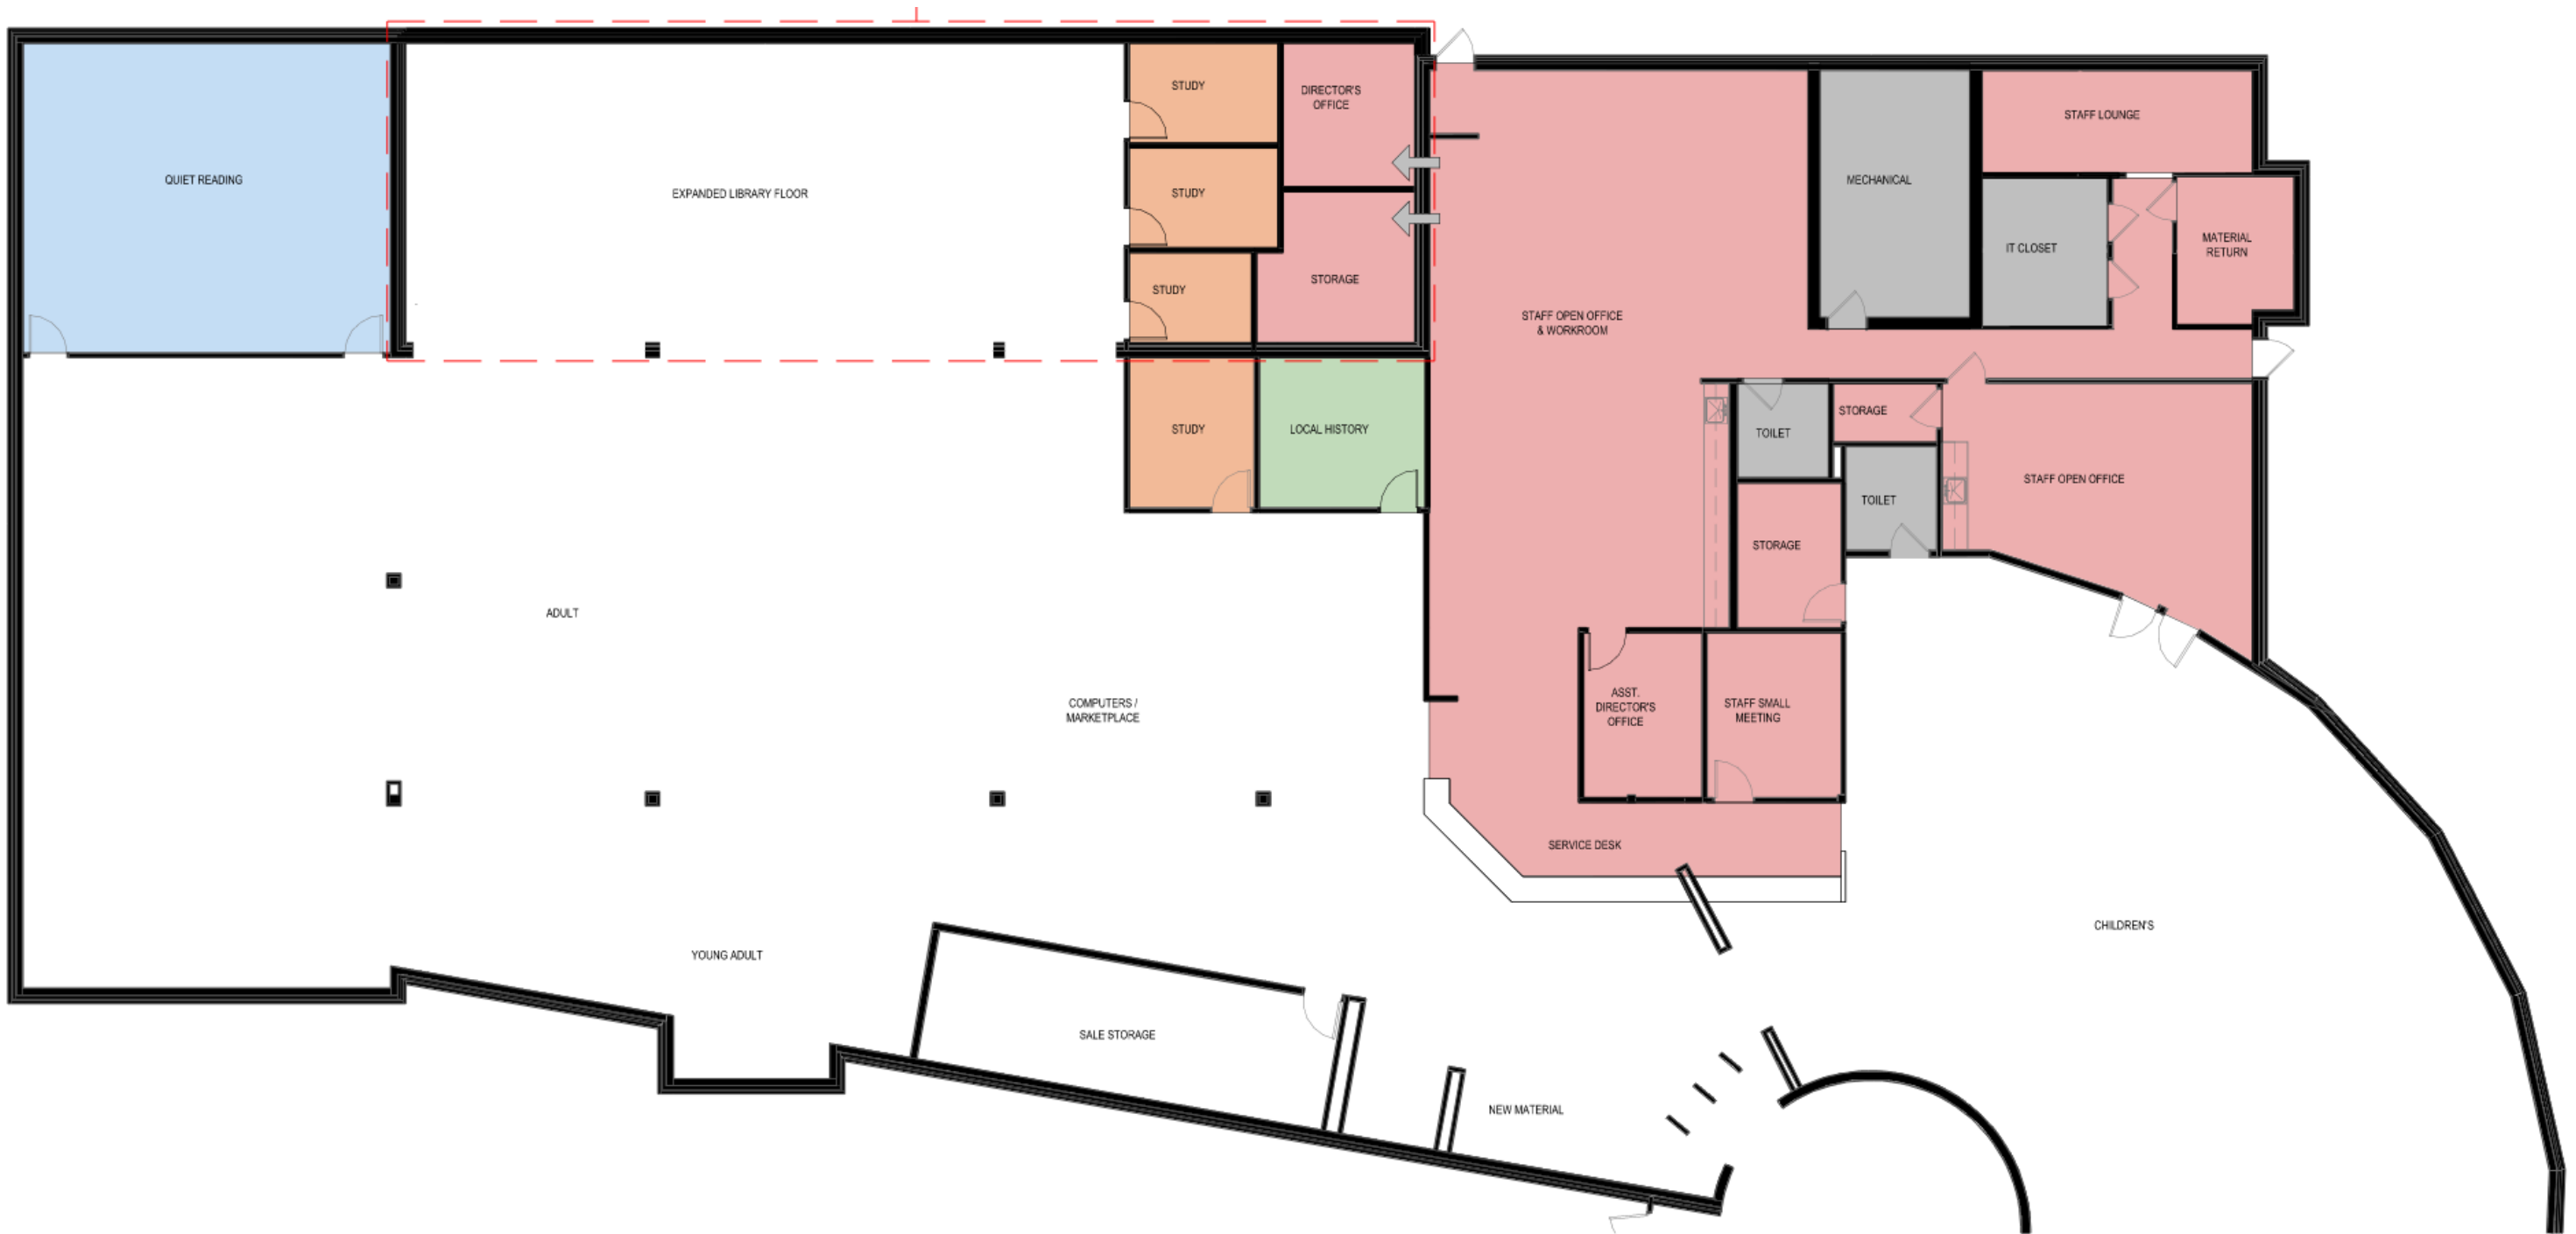 STUDY
DIRECTOR'S
OFFICE
STAFF LOUNGE
QUIET READING
EXPANDED LIBRARY FLOOR
STUDY
MECHANICAL
IT CLOSET
MATERIAL
RETURN
STUDY
STORAGE
STAFF OPEN OFFICE
& WORKROOM
STUDY
LOCAL HISTORY
TOILET
STORAGE
STAFF OPEN OFFICE
TOILET
STORAGE
ADULT
COMPUTERS /
MARKETPLACE
ASST.
DIRECTOR'S
OFFICE
STAFF SMALL
MEETING
SERVICE DESK
CHILDREN'S
YOUNG ADULT
SALE STORAGE
NEW MATERIAL